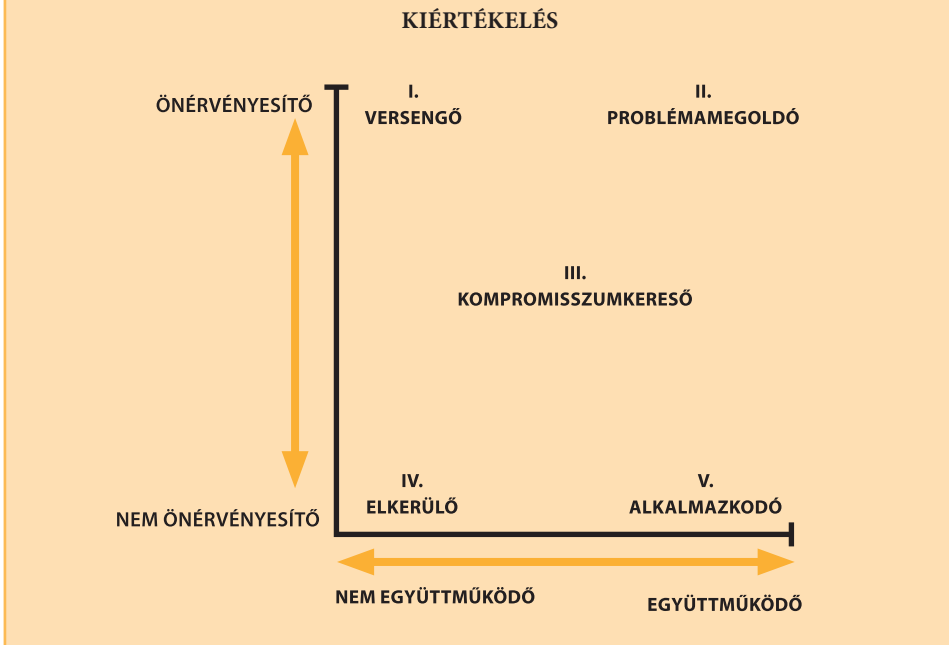 KIÉRTÉKELÉS
ÖNÉRVÉNYESÍTŐ
I.
VERSENGŐ
II.
PROBLÉMAMEGOLDÓ
III.
KOMPROMISSZUMKERESŐ
IV.
ELKERÜLŐ
V.
ALKALMAZKODÓ
NEM ÖNÉRVÉNYESÍTŐ
NEM EGYÜTTMŰKÖDŐ
EGYÜTTMŰKÖDŐ